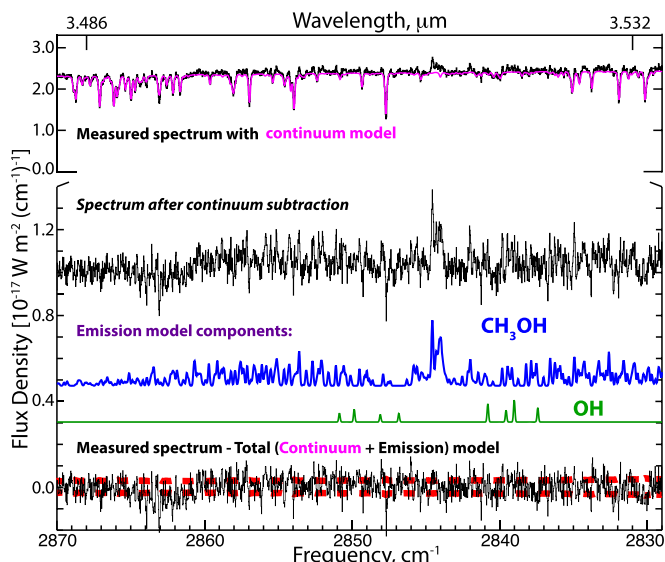 Wavelength, μm
3.486 3.532
3.0
2.0
1.0
0.0
Measured spectrum with continuum model
Spectrum after continuum subtraction
1.2
0.8
Emission model components:
CH₃OH
0.4
OH
Measured spectrum - Total (Continuum + Emission) model
0.0
Flux Density [10⁻¹⁷ W m⁻² (cm⁻¹)⁻¹]
2870 2860 2850 2840 2830
Frequency, cm⁻¹